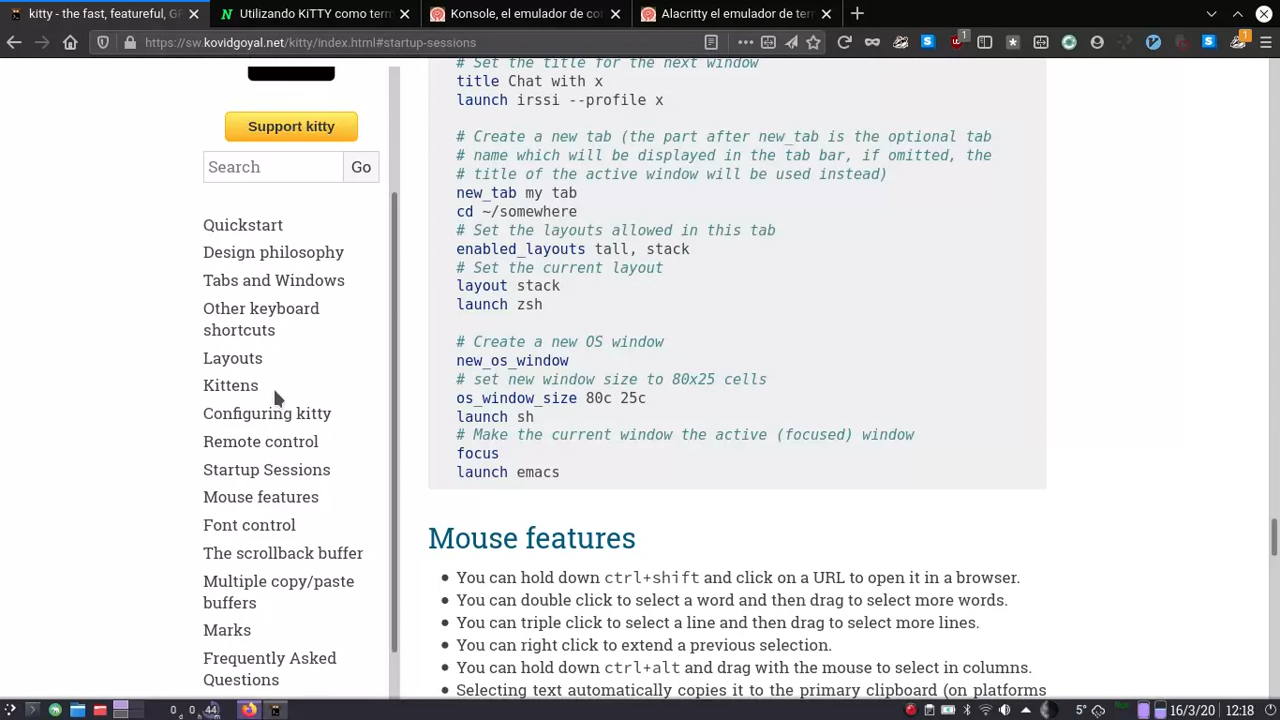 kitty - the fast, featureful, GP
Utilizando KITTY como term
Konsole, el emulador de co
Alacritty el emulador de ter
https://sw.kovidgoyal.net/kitty/index.html#startup-sessions
1
1
Support kitty
Search
Go
Quickstart
Design philosophy
Tabs and Windows
Other keyboard
shortcuts
Layouts
Kittens
Configuring kitty
Remote control
Startup Sessions
Mouse features
Font control
The scrollback buffer
Multiple copy/paste
buffers
Marks
Frequently Asked
Questions
# Set the title for the next window
title Chat with x
launch irssi --profile x
# Create a new tab (the part after new_tab is the optional tab
# name which will be displayed in the tab bar, if omitted, the
# title of the active window will be used instead)
new_tab my tab
cd ~/somewhere
# Set the layouts allowed in this tab
enabled_layouts tall, stack
# Set the current layout
layout stack
launch zsh
# Create a new OS window
new_os_window
# set new window size to 80x25 cells
os_window_size 80c 25c
launch sh
# Make the current window the active (focused) window
focus
launch emacs
Mouse features
• You can hold down ctrl+shift and click on a URL to open it in a browser.
• You can double click to select a word and then drag to select more words.
• You can triple click to select a line and then drag to select more lines.
• You can right click to extend a previous selection.
• You can hold down ctrl+alt and drag with the mouse to select in columns.
• Selecting text automatically copies it to the primary clipboard (on platforms
5°
16/3/20
12:18